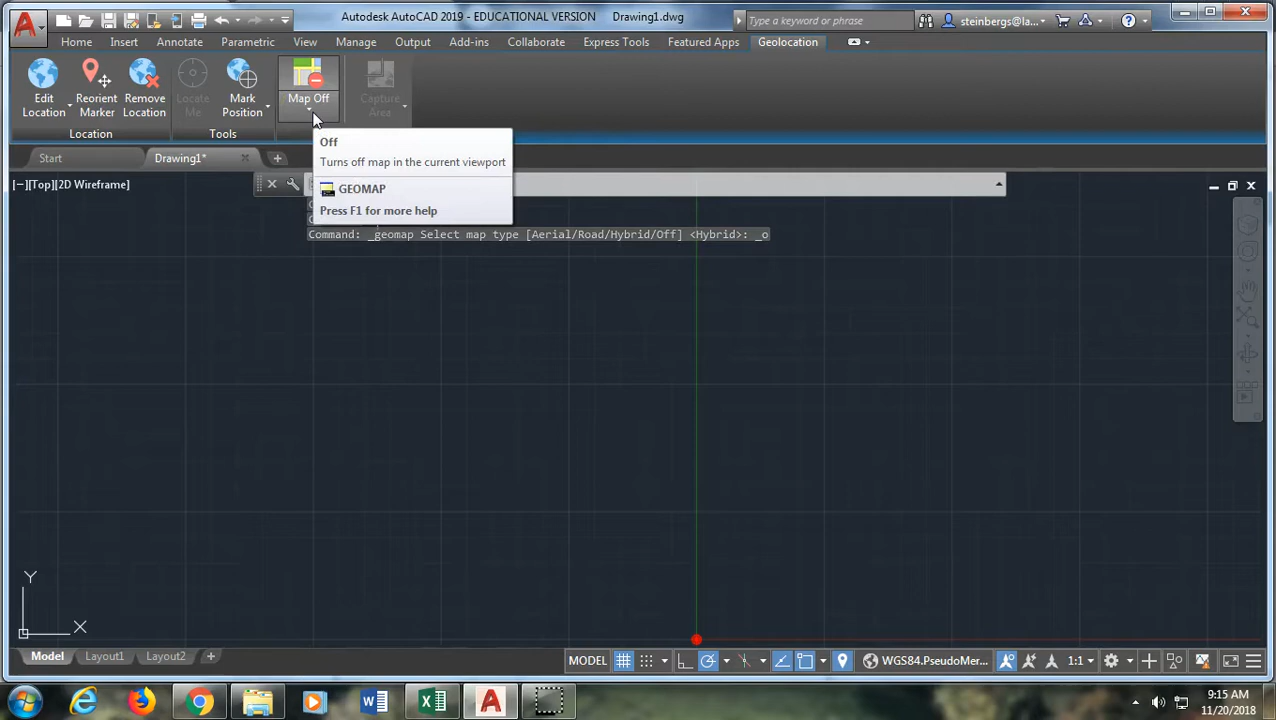 Autodesk AutoCAD 2019 - EDUCATIONAL VERSION Drawing1.dwg
Type a keyword or phrase
steinbergs@la...
Home Insert Annotate Parametric View Manage Output Add-ins Collaborate Express Tools Featured Apps Geolocation
Edit Location
Reorient Marker
Remove Location
Locate Me
Mark Position
Map Off
Capture Area
Location Tools
Start Drawing1*
Off
Turns off map in the current viewport
GEOMAP
Press F1 for more help
[−][Top][2D Wireframe]
Command: _geomap Select map type [Aerial/Road/Hybrid/Off] <Hybrid>: _o
Y
X
Model Layout1 Layout2
MODEL
WGS84.PseudoMer...
1:1
9:15 AM
11/20/2018